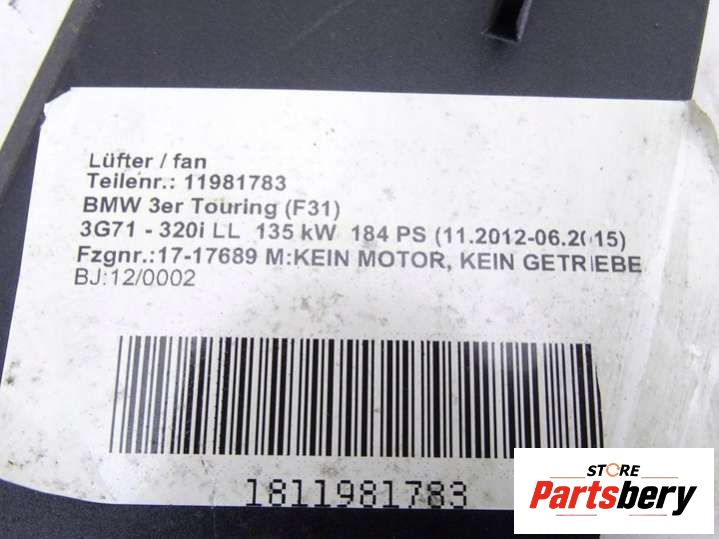 Lüfter / fan
Teilenr.: 11981783
BMW 3er Touring (F31)
3G71 - 320i LL 135 kW 184 PS (11.2012-06.2015)
Fzgnr.:17-17689 M:KEIN MOTOR, KEIN GETRIEBE
BJ:12/0002
1811981783
STORE
Partsbery